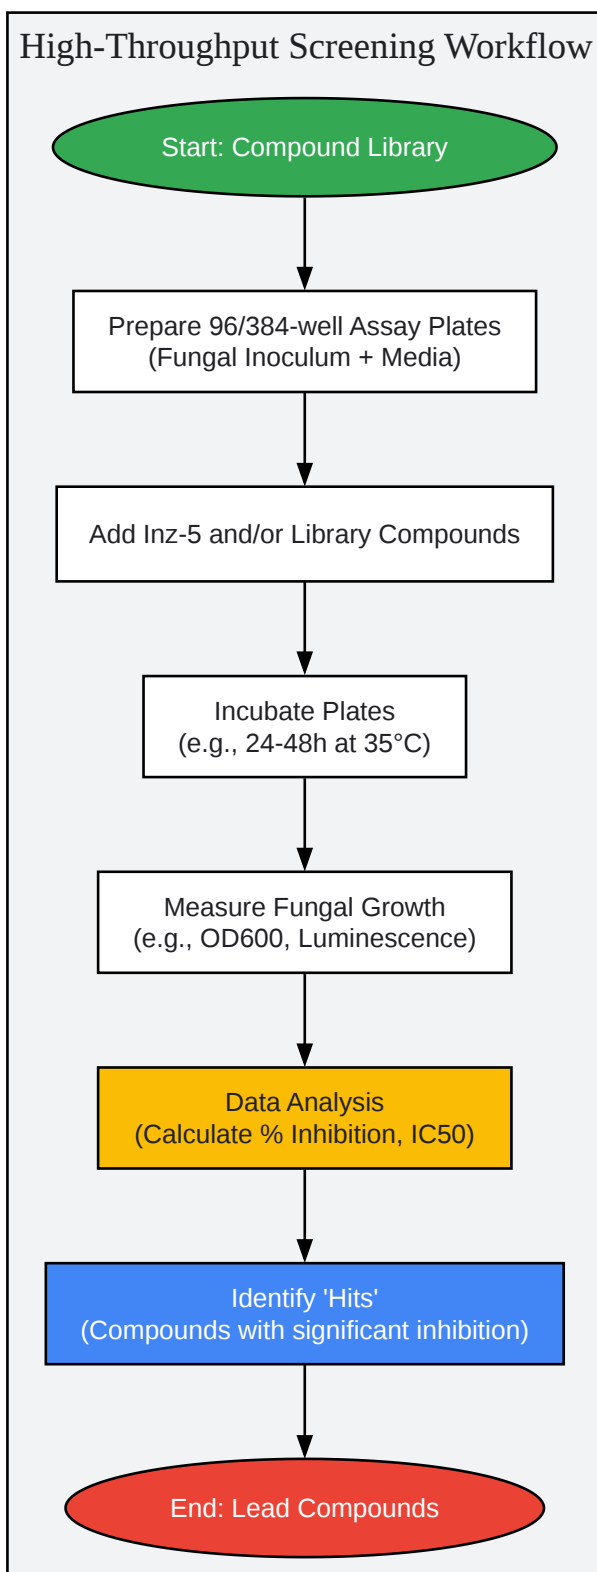 High-Throughput Screening Workflow
Start: Compound Library
Prepare 96/384-well Assay Plates
(Fungal Inoculum + Media)
Add Inz-5 and/or Library Compounds
Incubate Plates
(e.g., 24-48h at 35°C)
Measure Fungal Growth
(e.g., OD600, Luminescence)
Data Analysis
(Calculate % Inhibition, IC50)
Identify 'Hits'
(Compounds with significant inhibition)
End: Lead Compounds